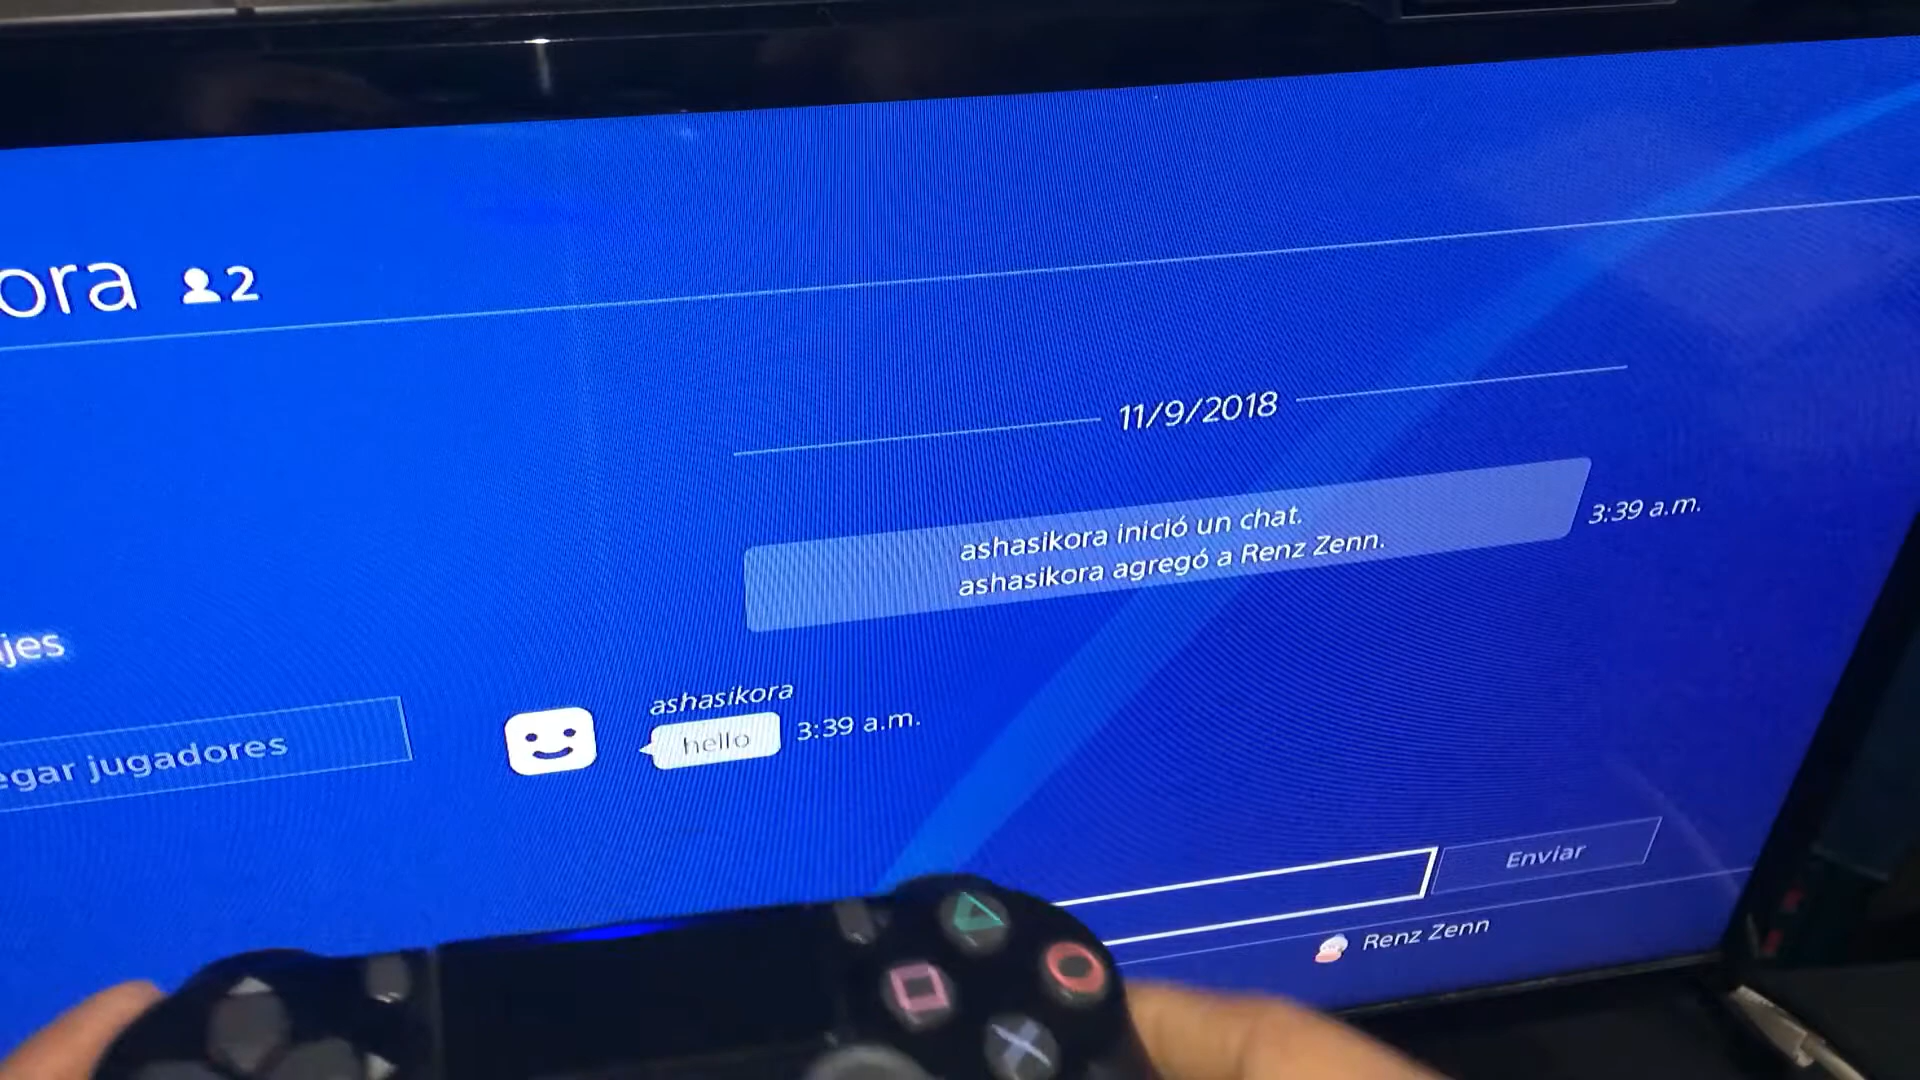 ora 2
11/9/2018
ashasikora inició un chat.
ashasikora agregó a Renz Zenn.
3:39 a.m.
jes
ashasikora
hello
3:39 a.m.
egar jugadores
Enviar
Renz Zenn